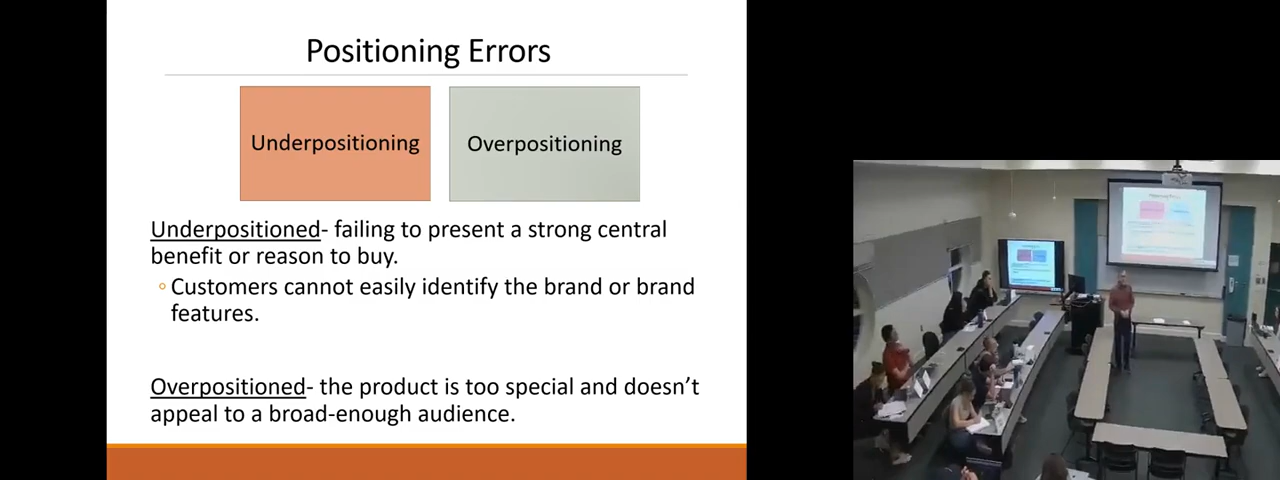 Positioning Errors
Underpositioning
Overpositioning
Underpositioned- failing to present a strong central
benefit or reason to buy.
Customers cannot easily identify the brand or brand
features.
Overpositioned- the product is too special and doesn’t
appeal to a broad-enough audience.